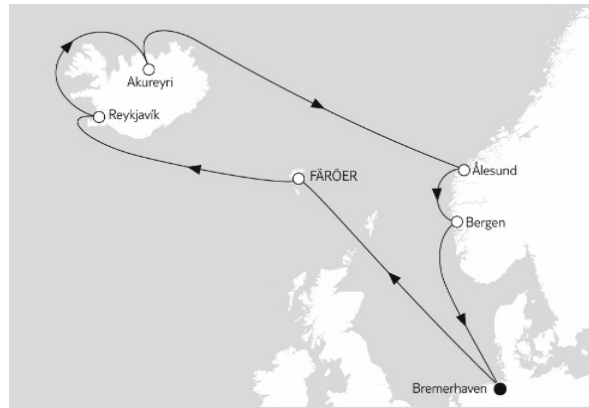 Akureyri
Reykjavík
FÄRÖER
Ålesund
Bergen
Bremerhaven